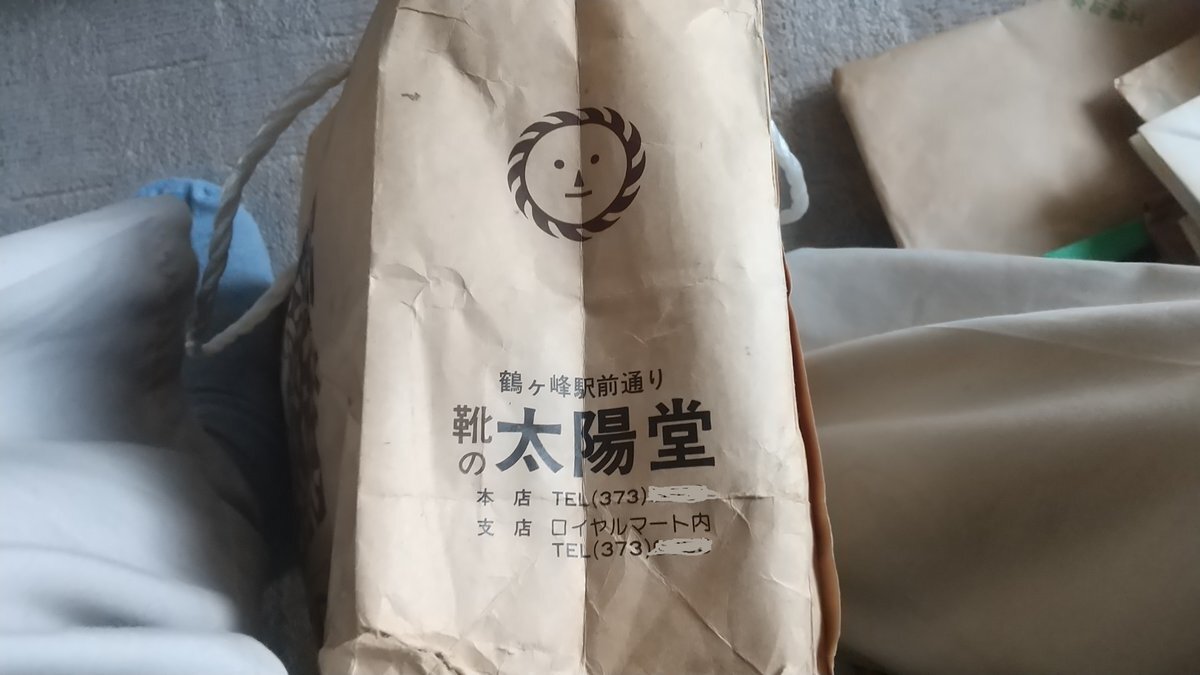 鶴ヶ峰駅前通り
靴の太陽堂
本店 TEL(373)
支店 ロイヤルマート内
TEL(373)